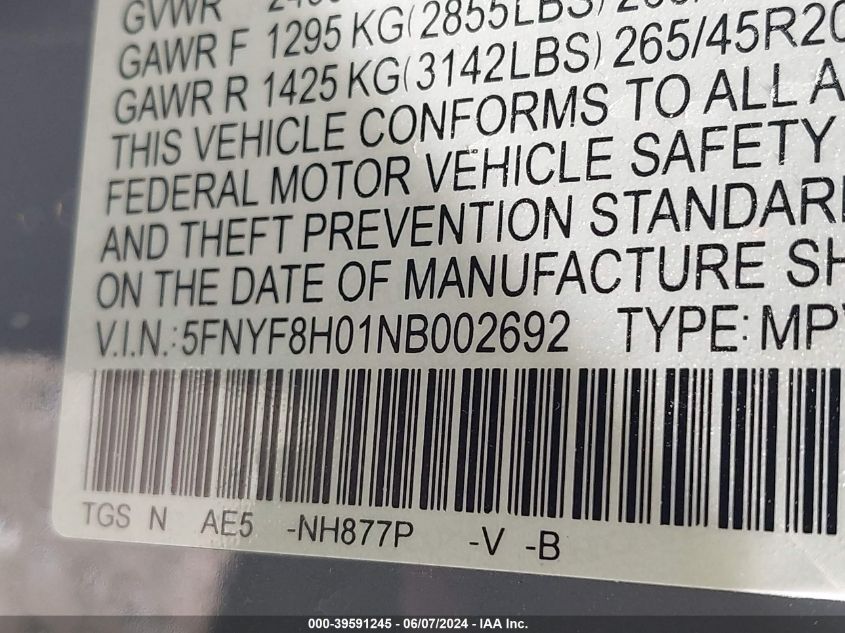 GVWR
GAWR F 1295 KG(2855LBS)
GAWR R 1425 KG(3142LBS) 265/45R20
THIS VEHICLE CONFORMS TO ALL A
FEDERAL MOTOR VEHICLE SAFETY
AND THEFT PREVENTION STANDAR
ON THE DATE OF MANUFACTURE SH
V.I.N.: 5FNYF8H01NB002692 TYPE: MP
TGS N AE5 -NH877P -V -B
000-39591245 - 06/07/2024 - IAA Inc.